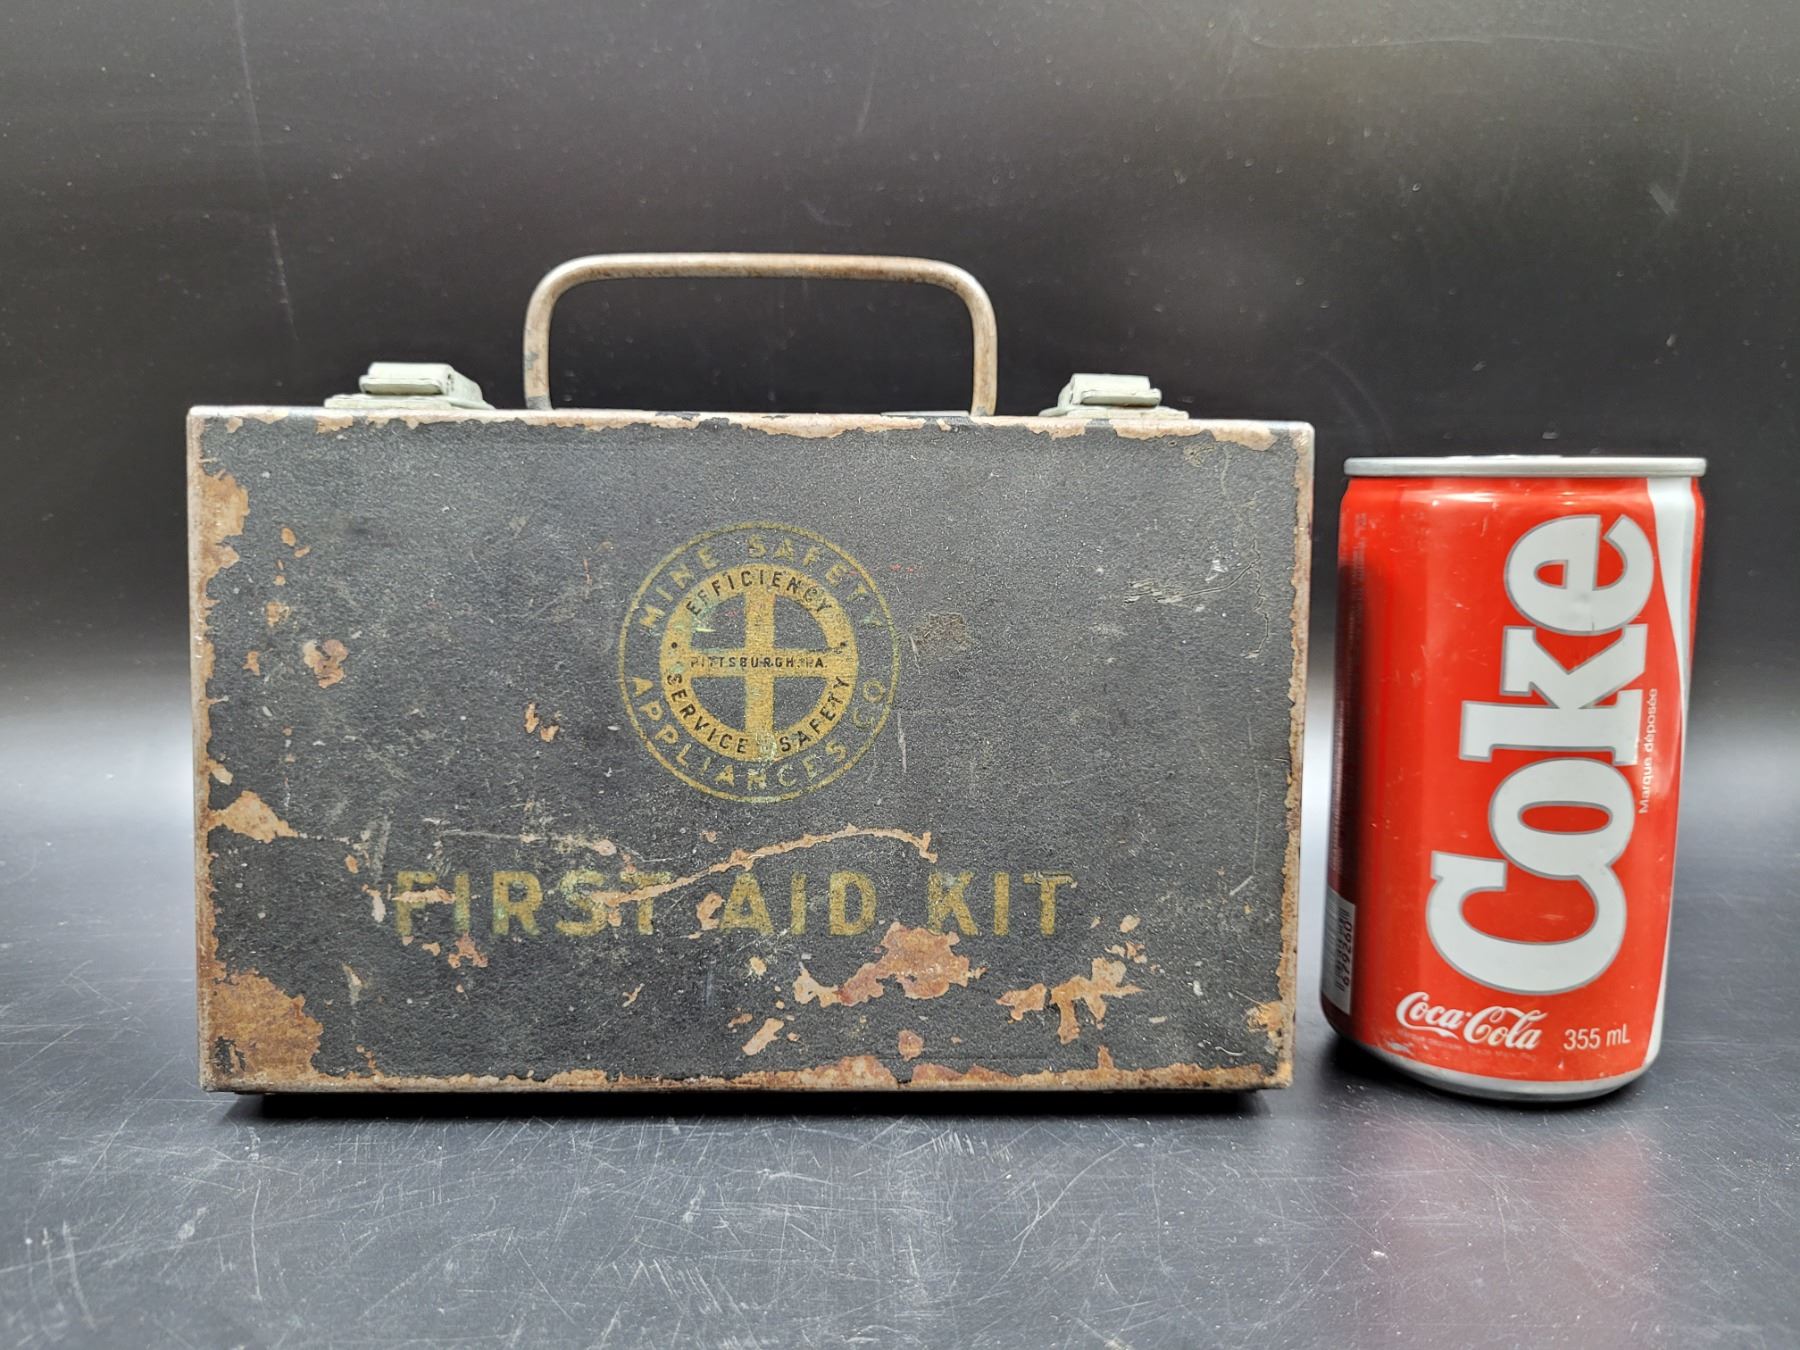 MINE SAFETY
APPLIANCES CO
EFFICIENCY
PITTSBURGH, PA.
SERVICE • SAFETY
FIRST AID KIT
Coke
Marque déposée
Coca-Cola 355 mL